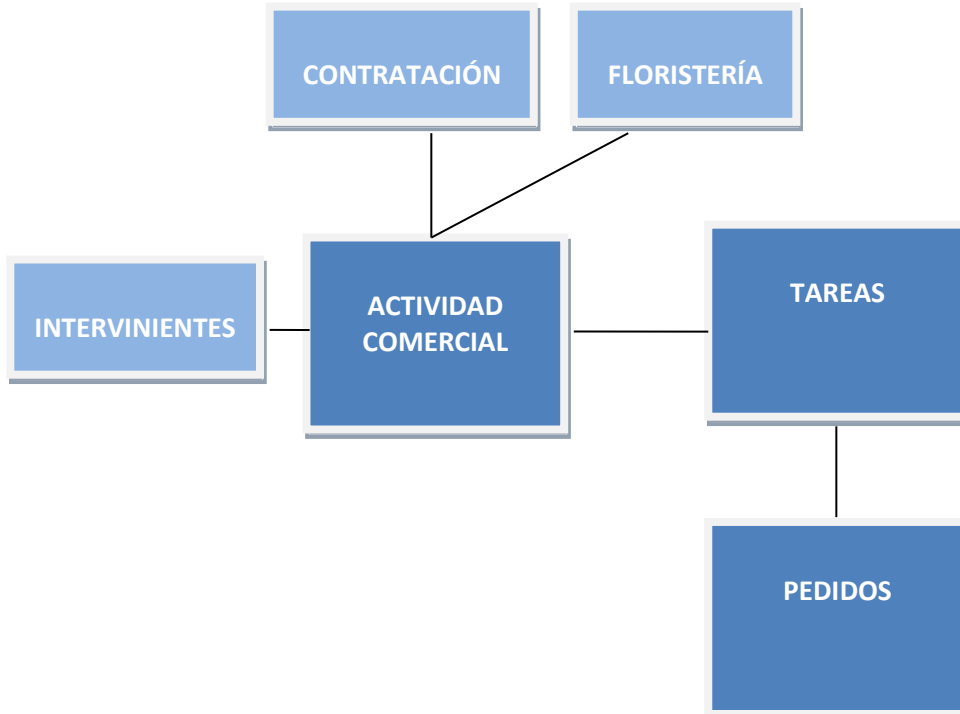 CONTRATACIÓN
FLORISTERÍA
INTERVINIENTES
ACTIVIDAD
COMERCIAL
TAREAS
PEDIDOS